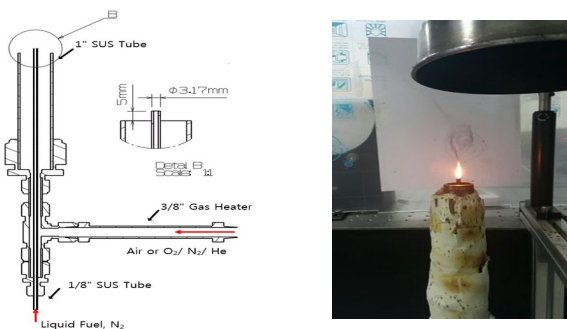 B
1" SUS Tube
5mm
Φ3.17mm
Detail B
Scale 1:1
3/8" Gas Heater
Air or O₂/ N₂/ He
1/8" SUS Tube
Liquid Fuel, N₂